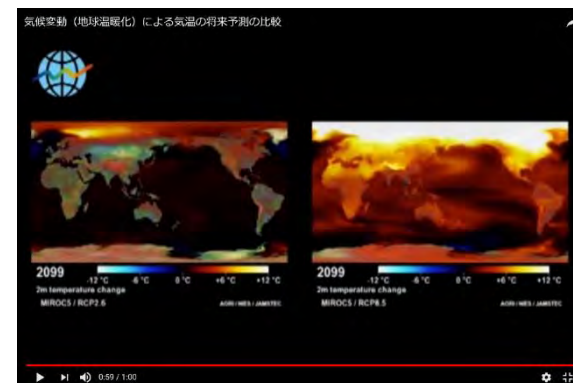 気候変動（地球温暖化）による気温の将来予測の比較
2099
-12 °C -6 °C 0 °C +6 °C +12 °C
2m temperature change
MIROC5 / RCP2.6 AORI / NIES / JAMSTEC
2099
-12 °C -6 °C 0 °C +6 °C +12 °C
2m temperature change
MIROC5 / RCP8.5 AORI / NIES / JAMSTEC
0:59 / 1:00